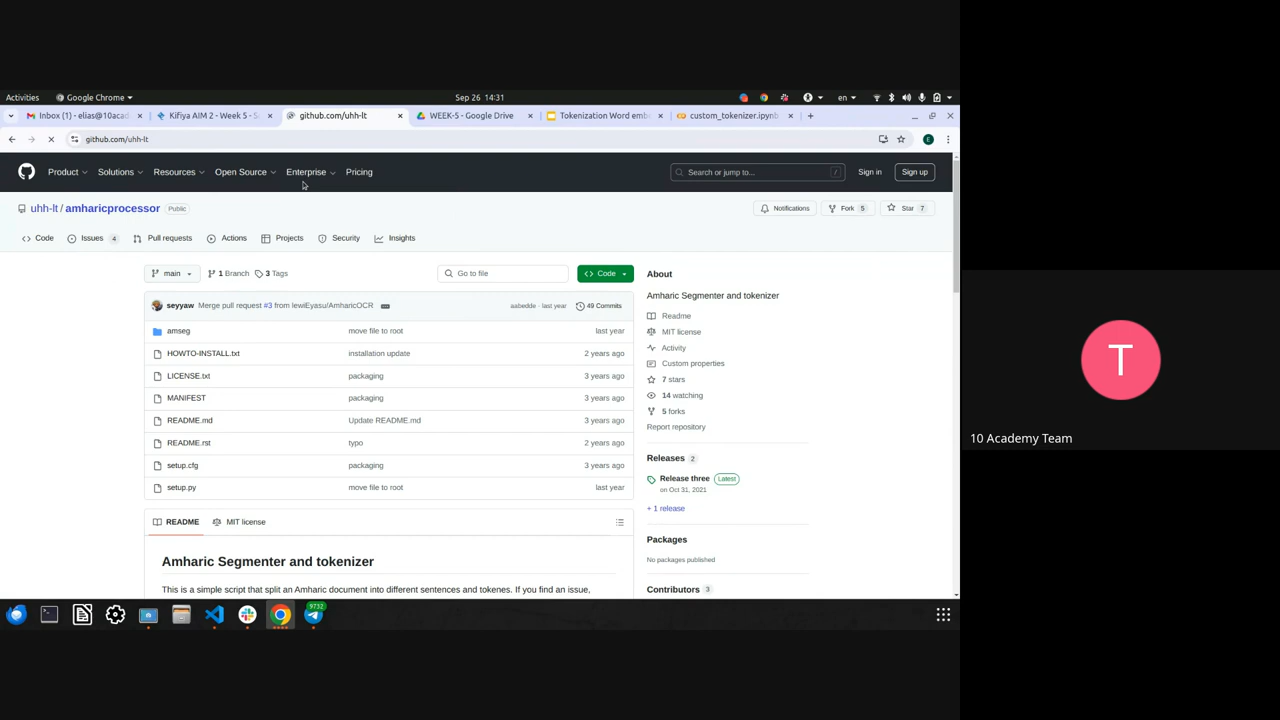 Activities Google Chrome Sep 26 14:31 en
Inbox (1) - elias@10acad Kifiya AIM 2 - Week 5 - S github.com/uhh-lt WEEK-5 - Google Drive Tokenization Word emb custom_tokenizer.ipynb
github.com/uhh-lt
Product Solutions Resources Open Source Enterprise Pricing Search or jump to... / Sign in Sign up
uhh-lt / amharicprocessor Public Notifications Fork 5 Star 7
Code Issues 4 Pull requests Actions Projects Security Insights
main 1 Branch 3 Tags Go to file Code About
Amharic Segmenter and tokenizer
seyyaw Merge pull request #3 from lewiEyasu/AmharicOCR aabedde · last year 49 Commits
Readme
amseg move file to root last year
MIT license
HOWTO-INSTALL.txt installation update 2 years ago
Activity
Custom properties
LICENSE.txt packaging 3 years ago
7 stars
MANIFEST packaging 3 years ago
14 watching
5 forks
README.md Update README.md 3 years ago
Report repository
README.rst typo 2 years ago
Releases 2
setup.cfg packaging 3 years ago
Release three Latest
on Oct 31, 2021
setup.py move file to root last year
+ 1 release
README MIT license
Packages
No packages published
Amharic Segmenter and tokenizer
This is a simple script that split an Amharic document into different sentences and tokenes. If you find an issue,
Contributors 3
9732
T
10 Academy Team